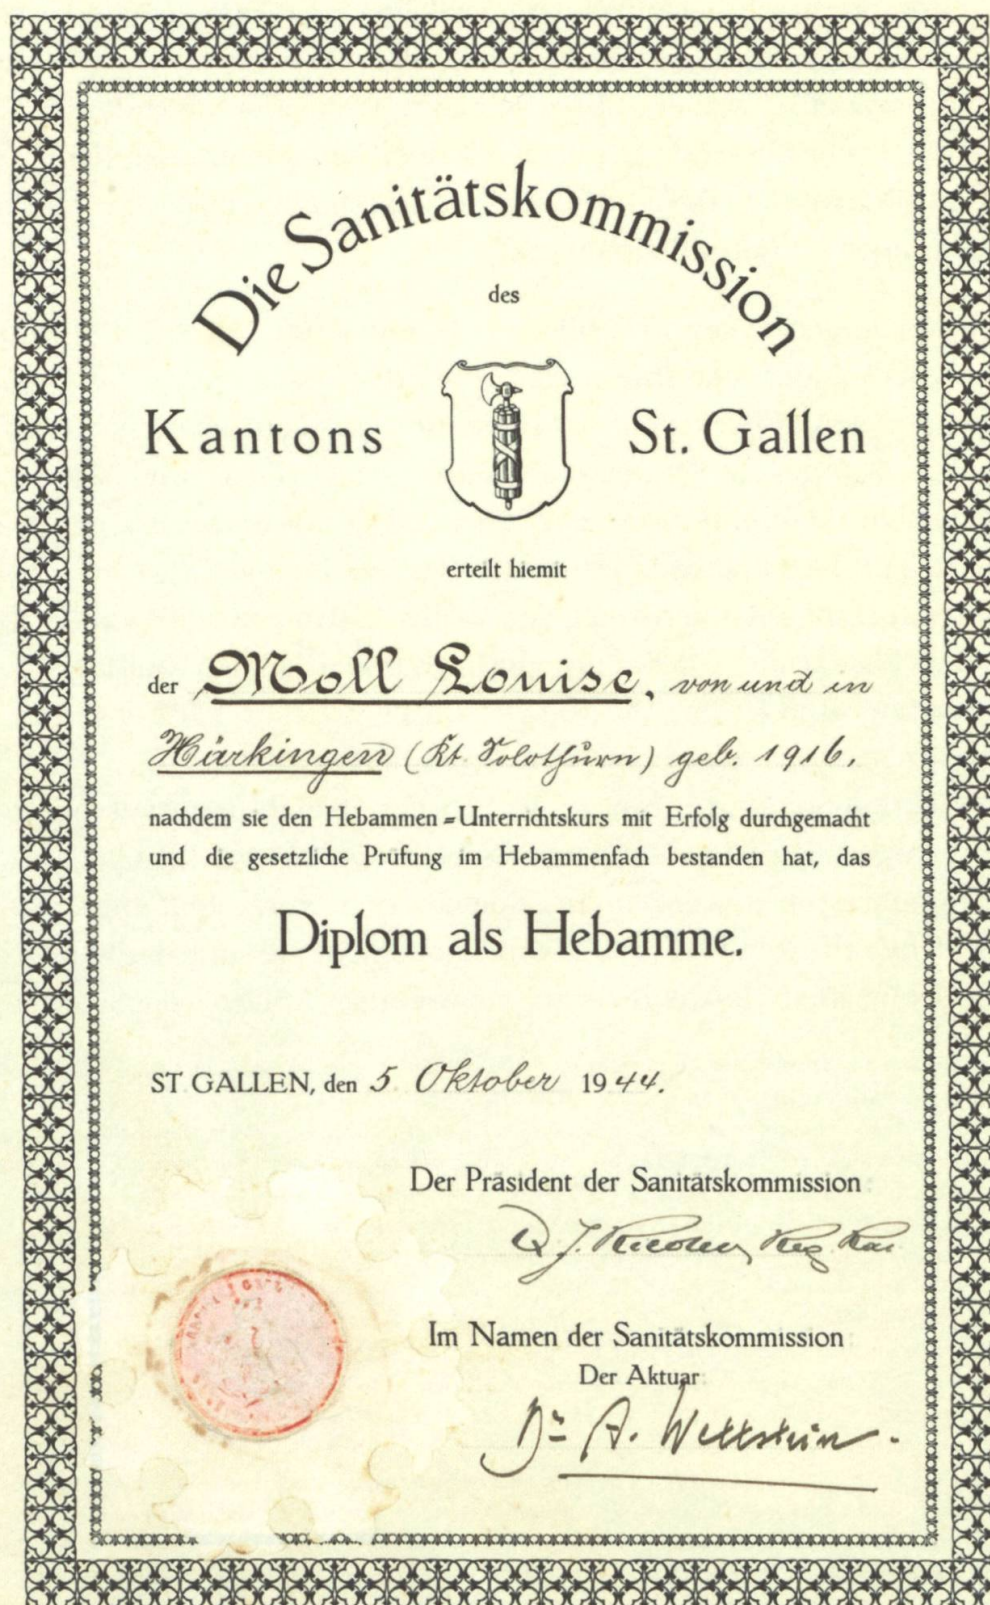 Die Sanitätskommission
des
Kantons St. Gallen
erteilt hiemit
der Moll Louise, von und in
Härkingen (Kt. Solothurn) geb. 1916,
nachdem sie den Hebammen=Unterrichtskurs mit Erfolg durchgemacht
und die gesetzliche Prüfung im Hebammenfach bestanden hat, das
Diplom als Hebamme.
ST. GALLEN, den 5. Oktober 1944.
Der Präsident der Sanitätskommission:
Im Namen der Sanitätskommission
Der Aktuar:
Dr. A. Wettstein.